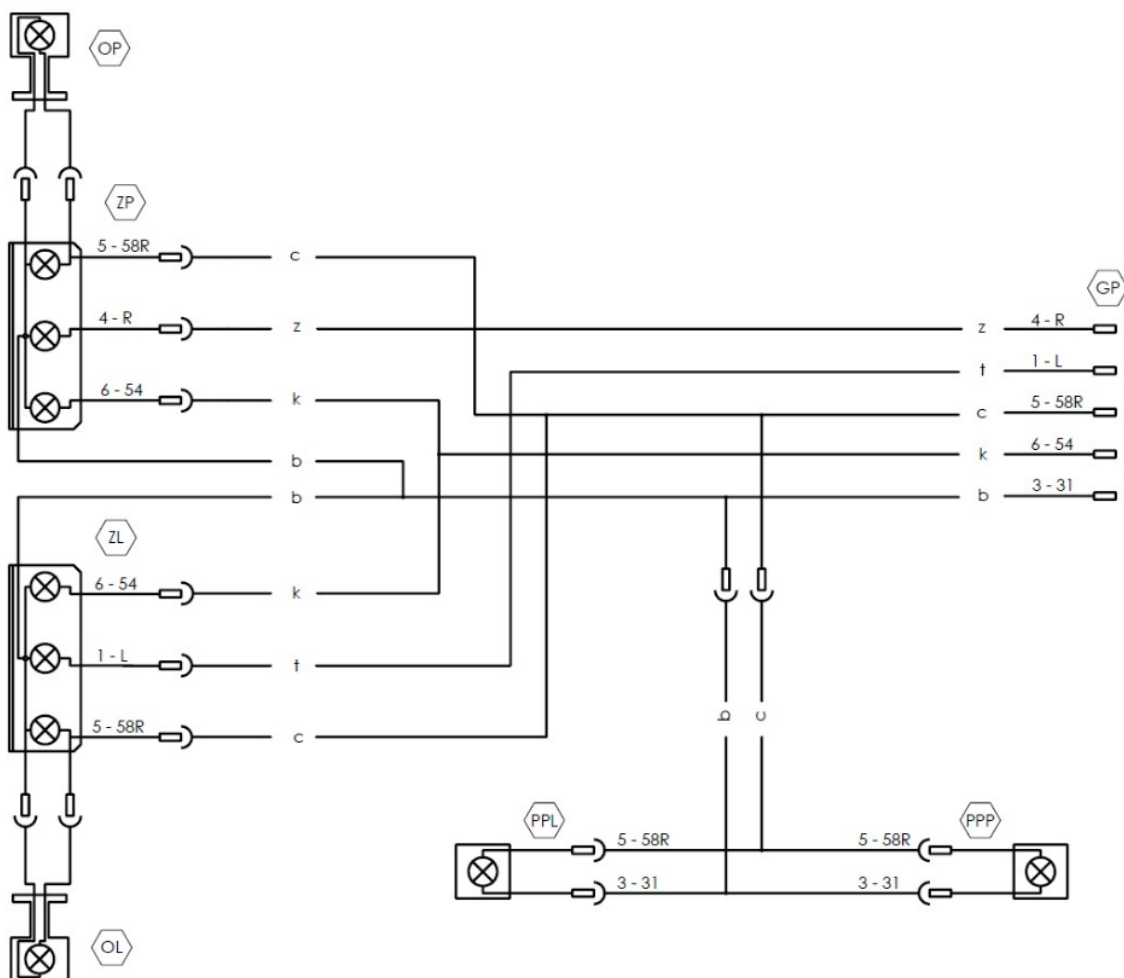 OP
ZP
5 - 58R c
GP
4 - R z z 4 - R
t 1 - L
6 - 54 k c 5 - 58R
k 6 - 54
b
b b 3 - 31
ZL
6 - 54 k
1 - L t
b c
5 - 58R c
PPL PPP
5 - 58R 5 - 58R
3 - 31 3 - 31
OL